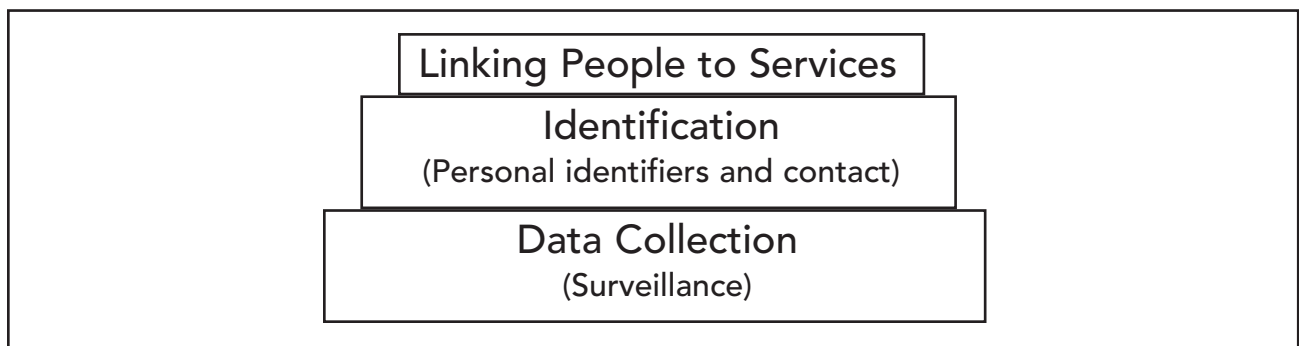 Linking People to Services
Identification
(Personal identifiers and contact)
Data Collection
(Surveillance)